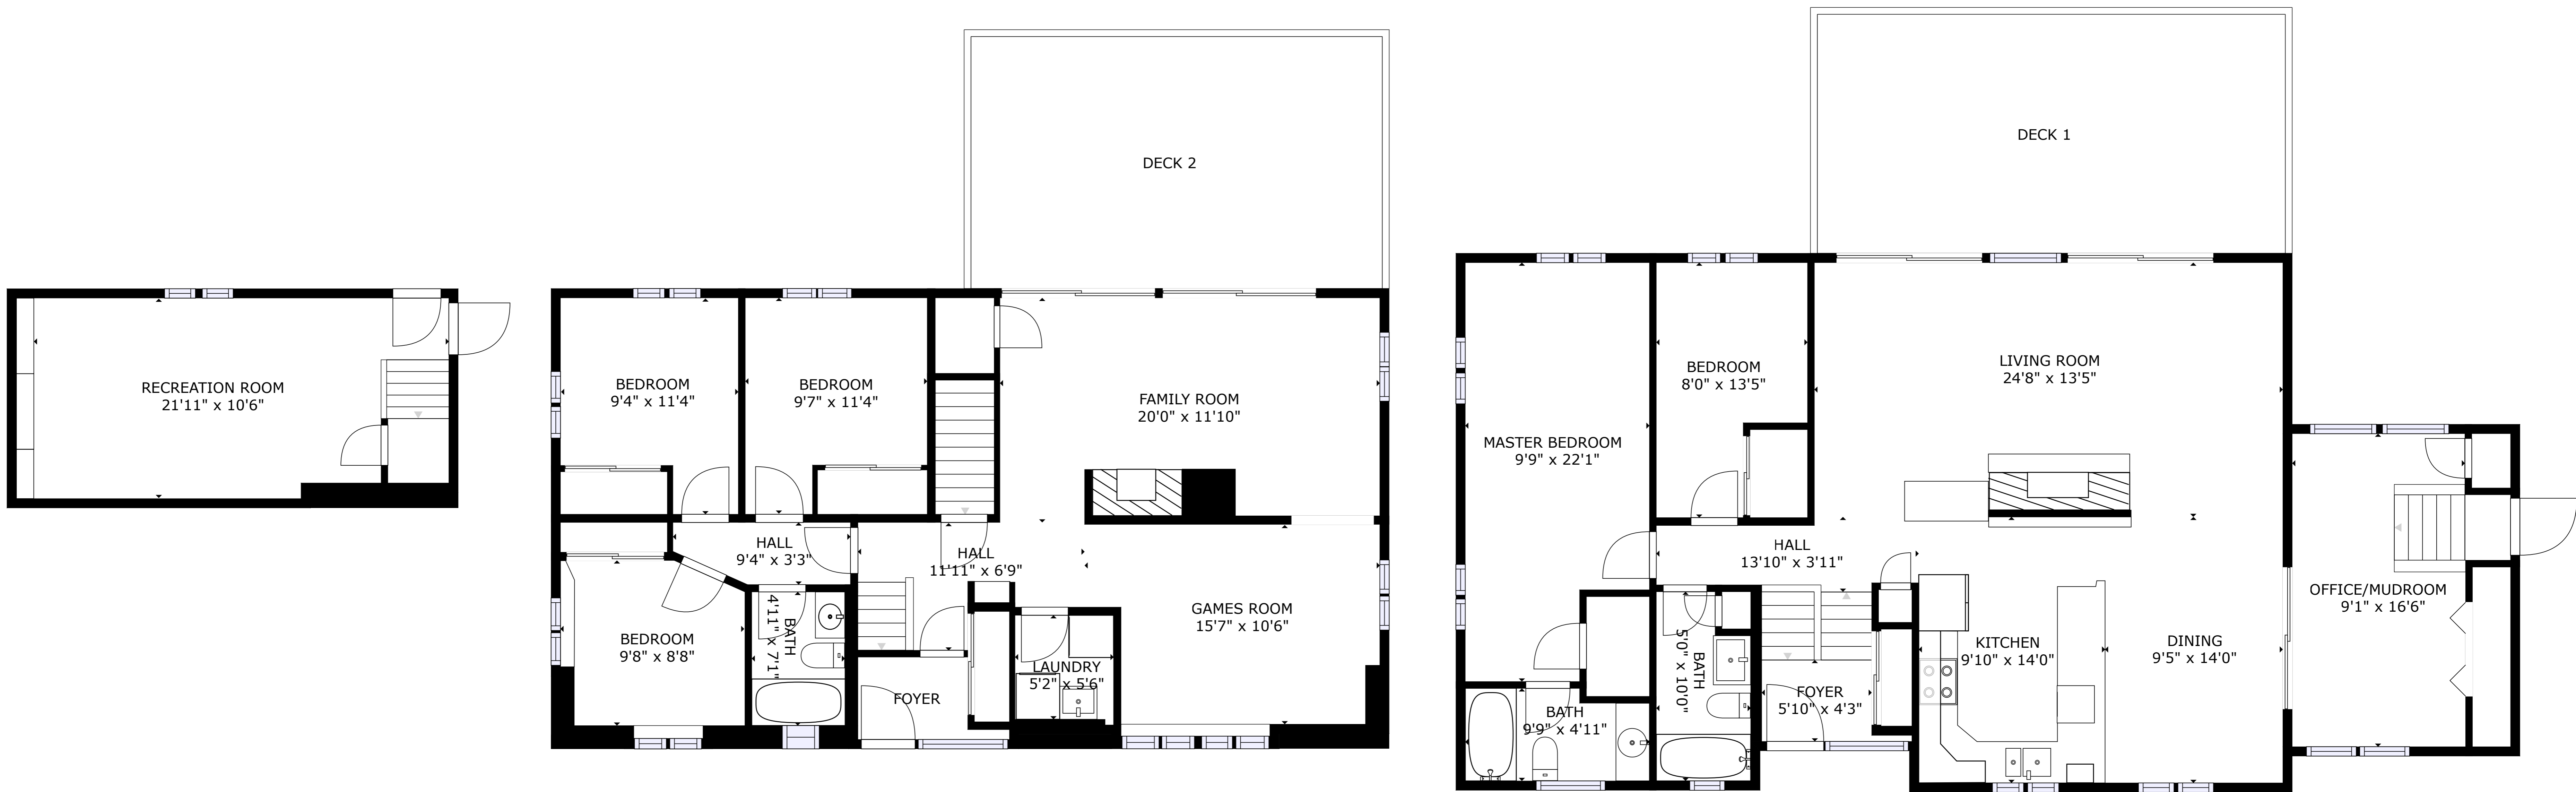 RECREATION ROOM
21'11" x 10'6"
DECK 2
BEDROOM
9'4" x 11'4"
BEDROOM
9'7" x 11'4"
FAMILY ROOM
20'0" x 11'10"
HALL
9'4" x 3'3"
HALL
11'11" x 6'9"
BEDROOM
9'8" x 8'8"
BATH
4'11" x 7'1"
FOYER
LAUNDRY
5'2" x 5'6"
GAMES ROOM
15'7" x 10'6"
DECK 1
MASTER BEDROOM
9'9" x 22'1"
BEDROOM
8'0" x 13'5"
LIVING ROOM
24'8" x 13'5"
HALL
13'10" x 3'11"
BATH
9'9" x 4'11"
BATH
5'0" x 10'0"
FOYER
5'10" x 4'3"
KITCHEN
9'10" x 14'0"
DINING
9'5" x 14'0"
OFFICE/MUDROOM
9'1" x 16'6"